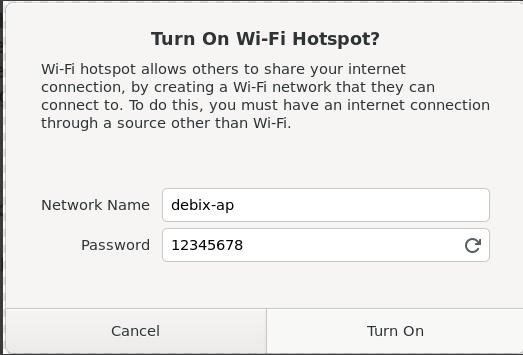 Turn On Wi-Fi Hotspot?
Wi-Fi hotspot allows others to share your internet
connection, by creating a Wi-Fi network that they can
connect to. To do this, you must have an internet connection
through a source other than Wi-Fi.
Network Name debix-ap
Password 12345678
Cancel Turn On